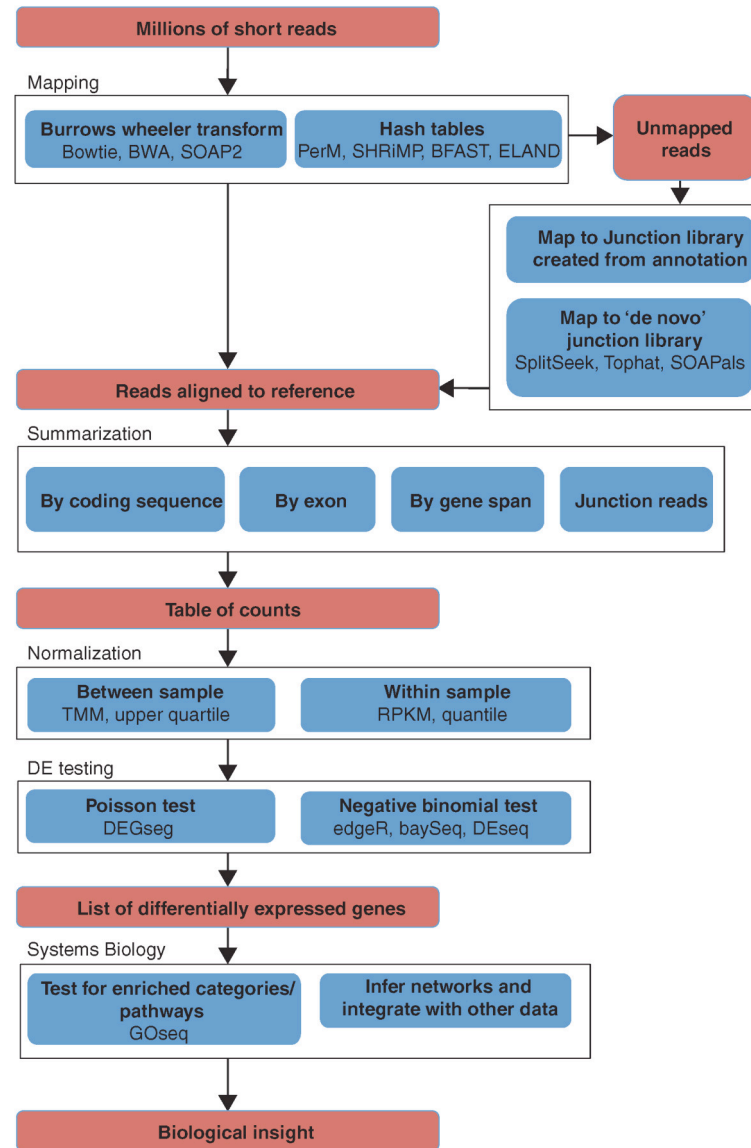 Millions of short reads
Mapping
Burrows wheeler transform
Bowtie, BWA, SOAP2
Hash tables
PerM, SHRiMP, BFAST, ELAND
Unmapped
reads
Map to Junction library
created from annotation
Map to ‘de novo’
junction library
SplitSeek, Tophat, SOAPals
Reads aligned to reference
Summarization
By coding sequence
By exon
By gene span
Junction reads
Table of counts
Normalization
Between sample
TMM, upper quartile
Within sample
RPKM, quantile
DE testing
Poisson test
DEGseg
Negative binomial test
edgeR, baySeq, DEseq
List of differentially expressed genes
Systems Biology
Test for enriched categories/
pathways
GOseq
Infer networks and
integrate with other data
Biological insight